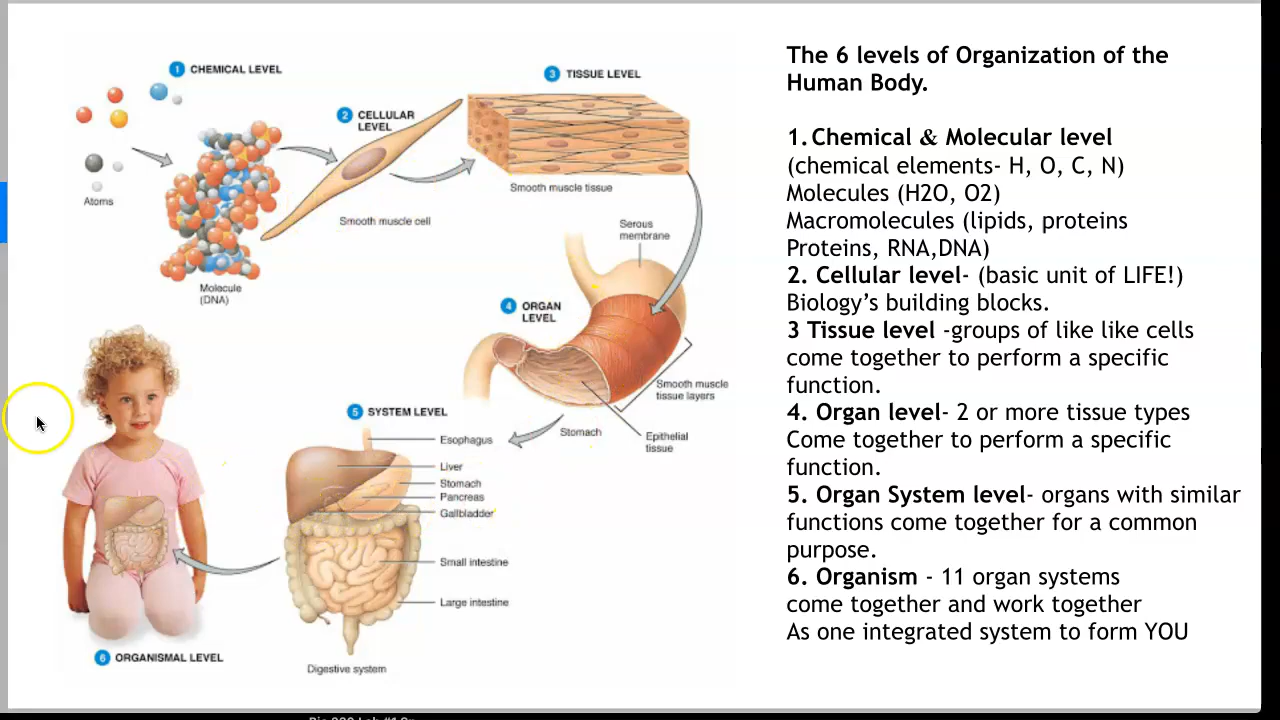 1 CHEMICAL LEVEL
Atoms
Molecule
(DNA)
2 CELLULAR
LEVEL
Smooth muscle cell
3 TISSUE LEVEL
Smooth muscle tissue
Serous
membrane
4 ORGAN
LEVEL
Smooth muscle
tissue layers
Stomach
Epithelial
tissue
5 SYSTEM LEVEL
Esophagus
Liver
Stomach
Pancreas
Gallbladder
Small intestine
Large intestine
Digestive system
6 ORGANISMAL LEVEL
The 6 levels of Organization of the
Human Body.
1. Chemical & Molecular level
(chemical elements- H, O, C, N)
Molecules (H2O, O2)
Macromolecules (lipids, proteins
Proteins, RNA,DNA)
2. Cellular level- (basic unit of LIFE!)
Biology’s building blocks.
3 Tissue level -groups of like like cells
come together to perform a specific
function.
4. Organ level- 2 or more tissue types
Come together to perform a specific
function.
5. Organ System level- organs with similar
functions come together for a common
purpose.
6. Organism - 11 organ systems
come together and work together
As one integrated system to form YOU